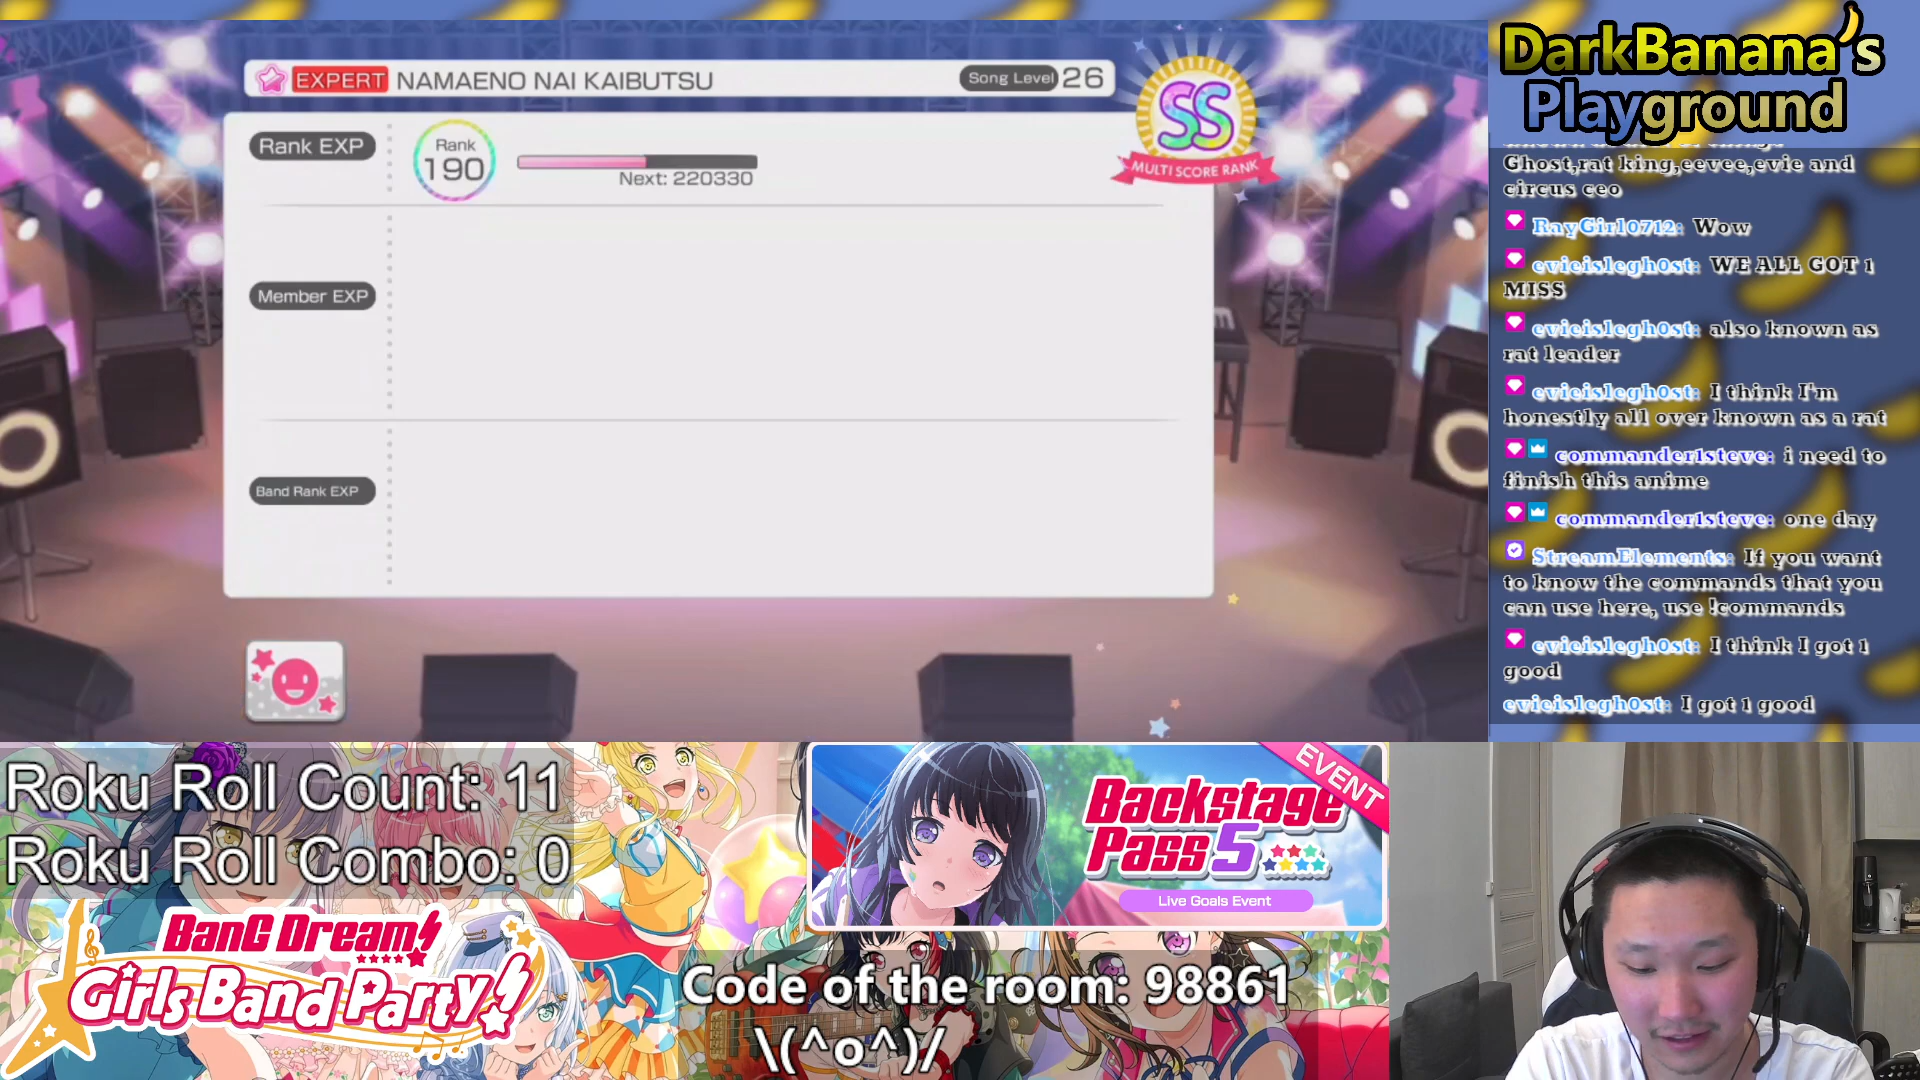 EXPERT NAMAENO NAI KAIBUTSU
Song Level 26
SS
MULTI SCORE RANK
Rank EXP
Rank
190
Next: 220330
Member EXP
Band Rank EXP
DarkBanana's
Playground
Ghost,rat king,eevee,evie and
circus ceo
RayGirl0712: Wow
evieislegh0st: WE ALL GOT 1
MISS
evieislegh0st: also known as
rat leader
evieislegh0st: I think I'm
honestly all over known as a rat
commander1steve: i need to
finish this anime
commander1steve: one day
StreamElements: If you want
to know the commands that you
can use here, use !commands
evieislegh0st: I think I got 1
good
evieislegh0st: I got 1 good
Roku Roll Count: 11
Roku Roll Combo: 0
BanG Dream!
Girls Band Party!
EVENT
Backstage
Pass 5
Live Goals Event
Code of the room: 98861
\(^o^)/